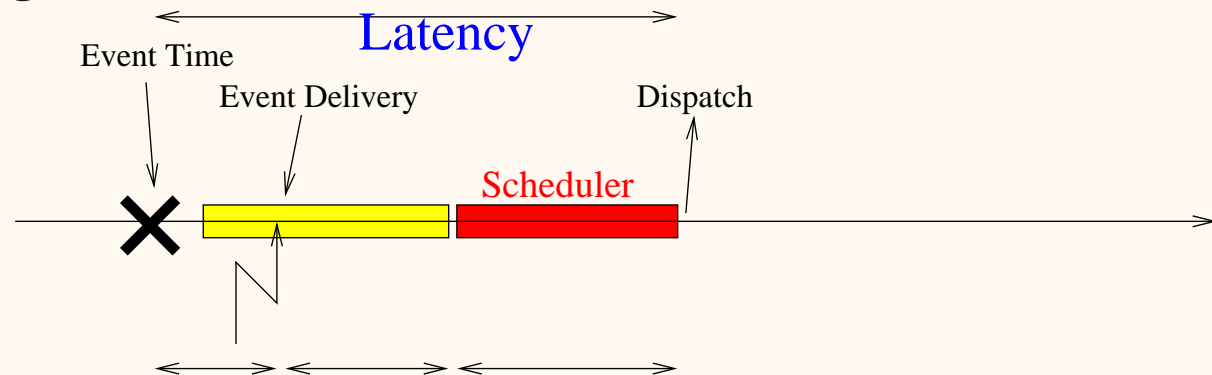 Latency
Event Time
Event Delivery
Dispatch
Scheduler